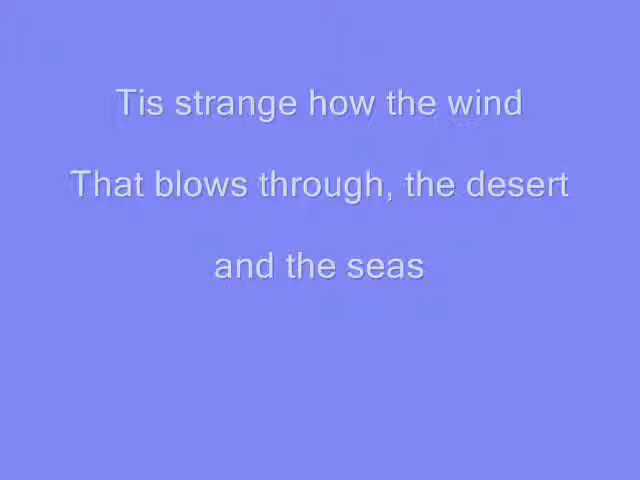 Tis strange how the wind
That blows through, the desert
and the seas